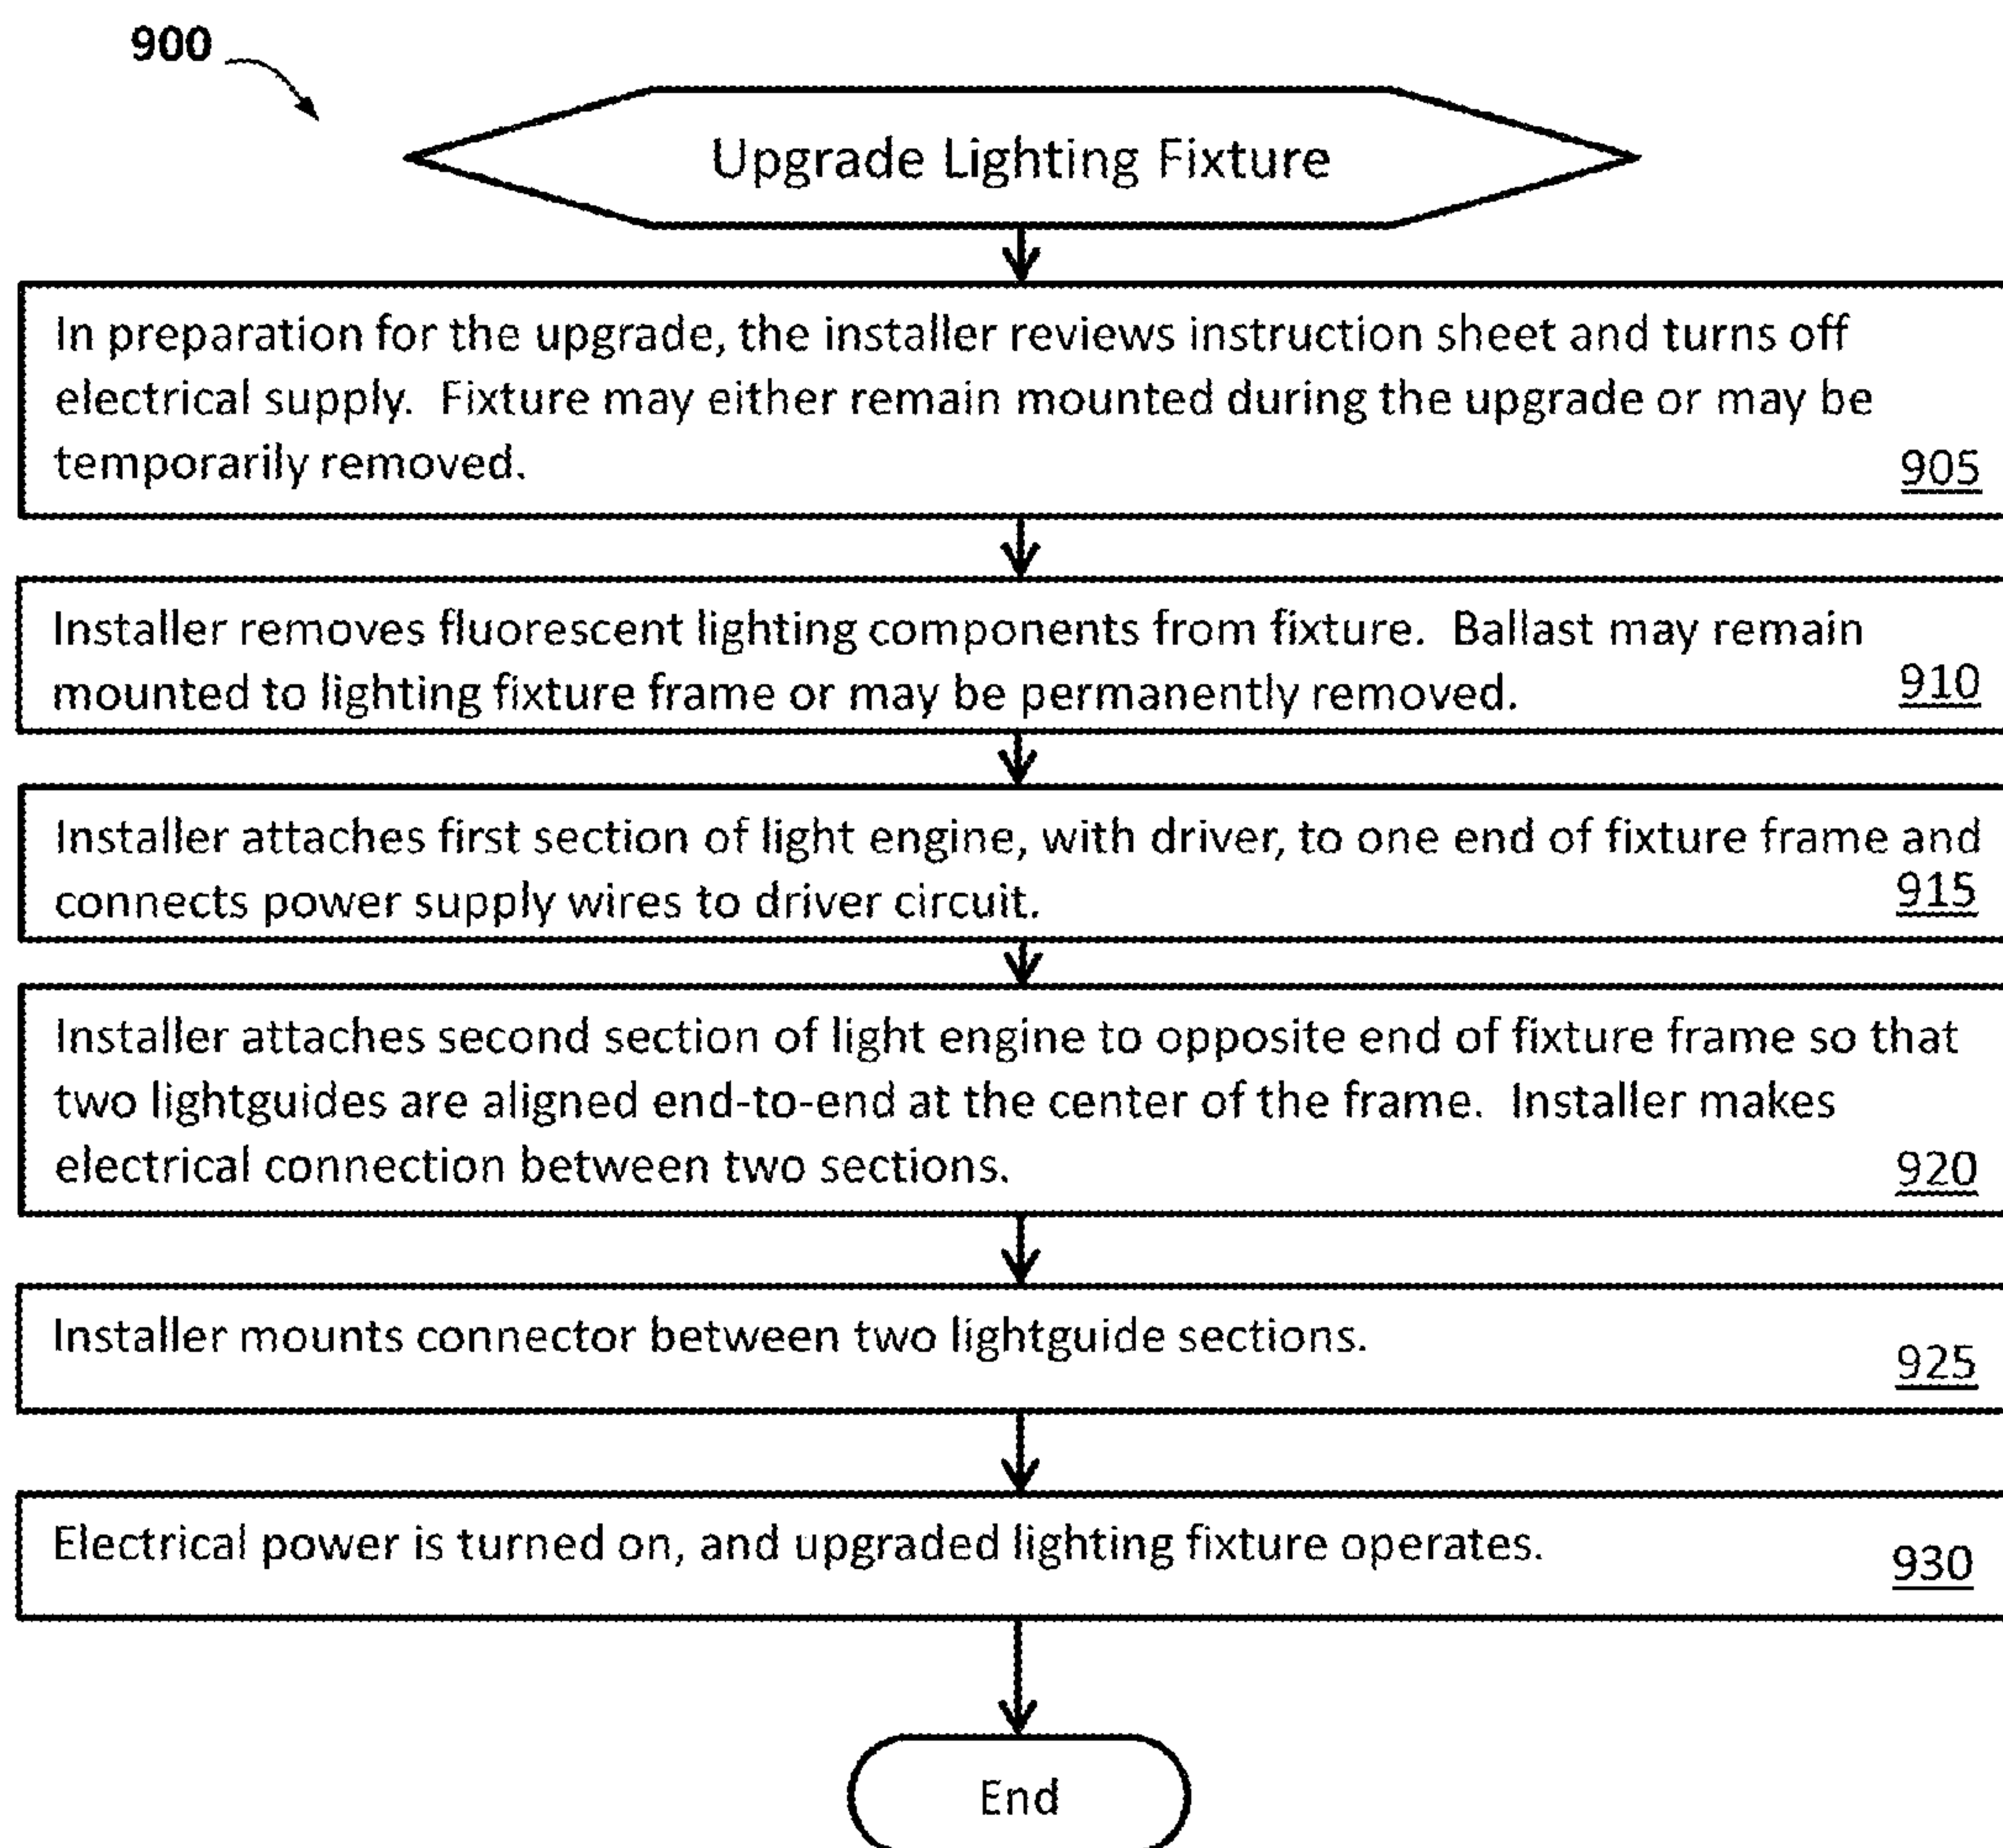 900
Upgrade Lighting Fixture
In preparation for the upgrade, the installer reviews instruction sheet and turns off
electrical supply.  Fixture may either remain mounted during the upgrade or may be
temporarily removed.
905
Installer removes fluorescent lighting components from fixture.  Ballast may remain
mounted to lighting fixture frame or may be permanently removed.
910
Installer attaches first section of light engine, with driver, to one end of fixture frame and
connects power supply wires to driver circuit.
915
Installer attaches second section of light engine to opposite end of fixture frame so that
two lightguides are aligned end-to-end at the center of the frame.  Installer makes
electrical connection between two sections.
920
Installer mounts connector between two lightguide sections.
925
Electrical power is turned on, and upgraded lighting fixture operates.
930
End